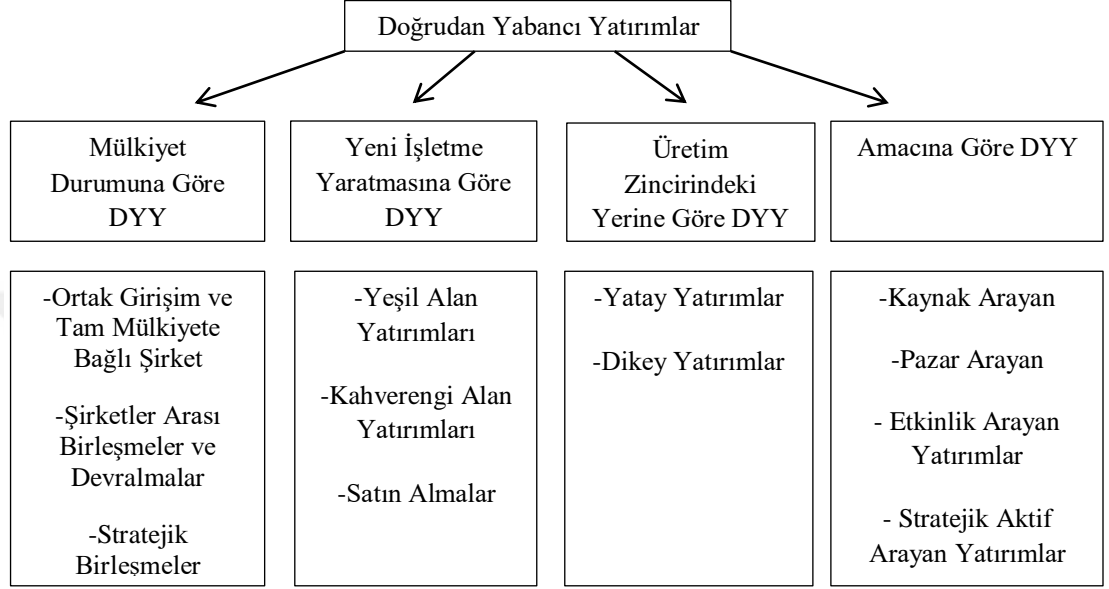 Doğrudan Yabancı Yatırımlar
Mülkiyet
Durumuna Göre
DYY
Yeni İşletme
Yaratmasına Göre
DYY
Üretim
Zincirindeki
Yerine Göre DYY
Amacına Göre DYY
-Ortak Girişim ve
Tam Mülkiyete
Bağlı Şirket
-Şirketler Arası
Birleşmeler ve
Devralmalar
-Stratejik
Birleşmeler
-Yeşil Alan
Yatırımları
-Kahverengi Alan
Yatırımları
-Satın Almalar
-Yatay Yatırımlar
-Dikey Yatırımlar
-Kaynak Arayan
-Pazar Arayan
- Etkinlik Arayan
Yatırımlar
- Stratejik Aktif
Arayan Yatırımlar